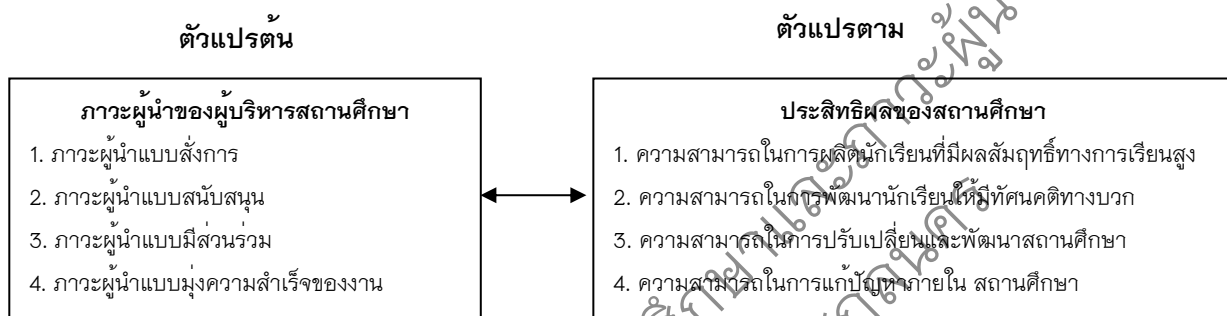 ตัวแปรต้น
ตัวแปรตาม
ภาวะผู้นำของผู้บริหารสถานศึกษา
1. ภาวะผู้นำแบบสั่งการ
2. ภาวะผู้นำแบบสนับสนุน
3. ภาวะผู้นำแบบมีส่วนร่วม
4. ภาวะผู้นำแบบมุ่งความสำเร็จของงาน
ประสิทธิผลของสถานศึกษา
1. ความสามารถในการผลิตนักเรียนที่มีผลสัมฤทธิ์ทางการเรียนสูง
2. ความสามารถในการพัฒนานักเรียนให้มีทัศนคติทางบวก
3. ความสามารถในการปรับเปลี่ยนและพัฒนาสถานศึกษา
4. ความสามารถในการแก้ปัญหาภายใน สถานศึกษา